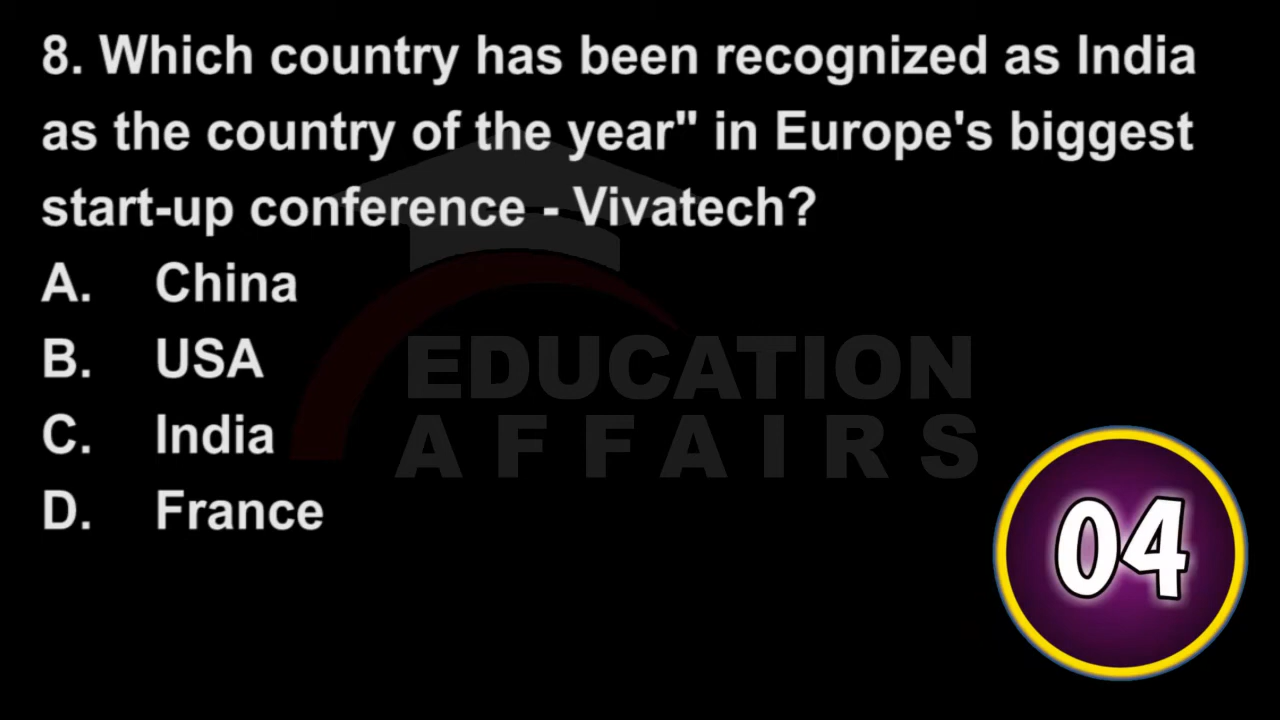 8. Which country has been recognized as India
as the country of the year" in Europe's biggest
start-up conference - Vivatech?
A. China
B. USA
C. India
D. France
EDUCATION
AFFAIRS
04